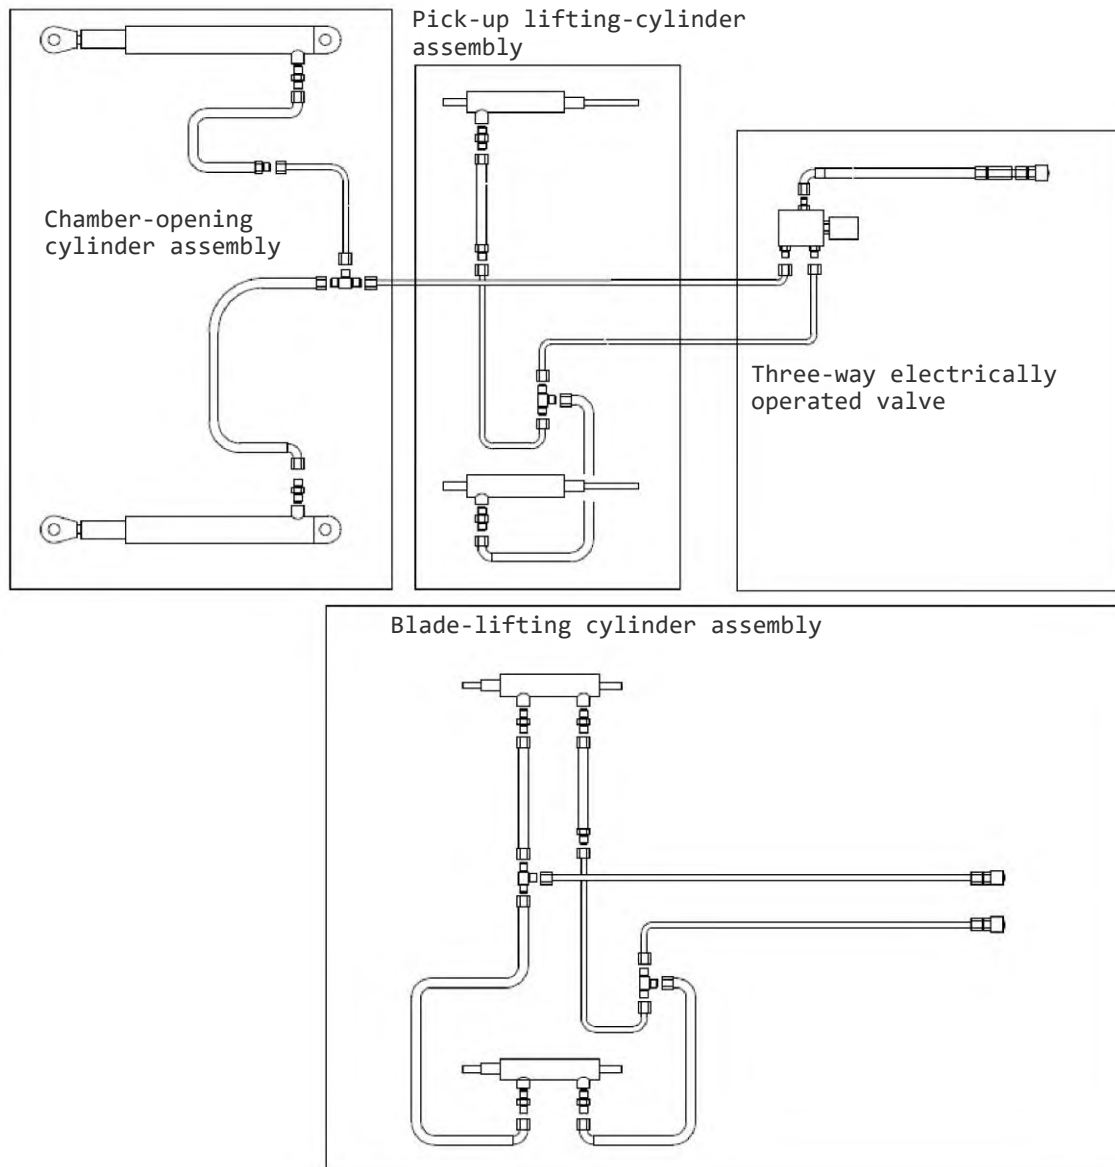 Pick-up lifting-cylinder
assembly
Chamber-opening
cylinder assembly
Three-way electrically
operated valve
Blade-lifting cylinder assembly